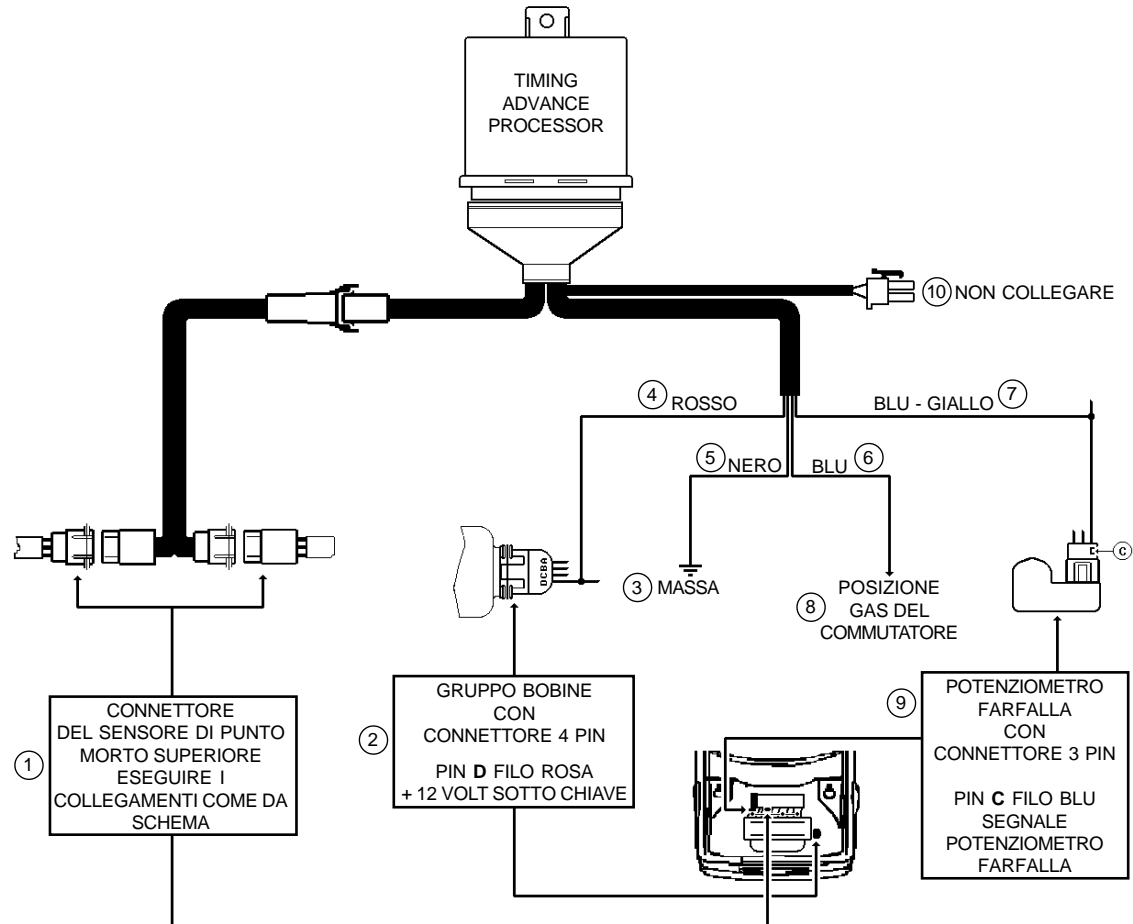 TIMING
ADVANCE
PROCESSOR
10 NON COLLEGARE
4 ROSSO
BLU - GIALLO 7
5 NERO
BLU 6
DCBA
C
3 MASSA
8 POSIZIONE
GAS DEL
COMMUTATORE
1
CONNETTORE
DEL SENSORE DI PUNTO
MORTO SUPERIORE
ESEGUIRE I
COLLEGAMENTI COME DA
SCHEMA
2
GRUPPO BOBINE
CON
CONNETTORE 4 PIN
PIN D FILO ROSA
+ 12 VOLT SOTTO CHIAVE
9
POTENZIOMETRO
FARFALLA
CON
CONNETTORE 3 PIN
PIN C FILO BLU
SEGNALE
POTENZIOMETRO
FARFALLA